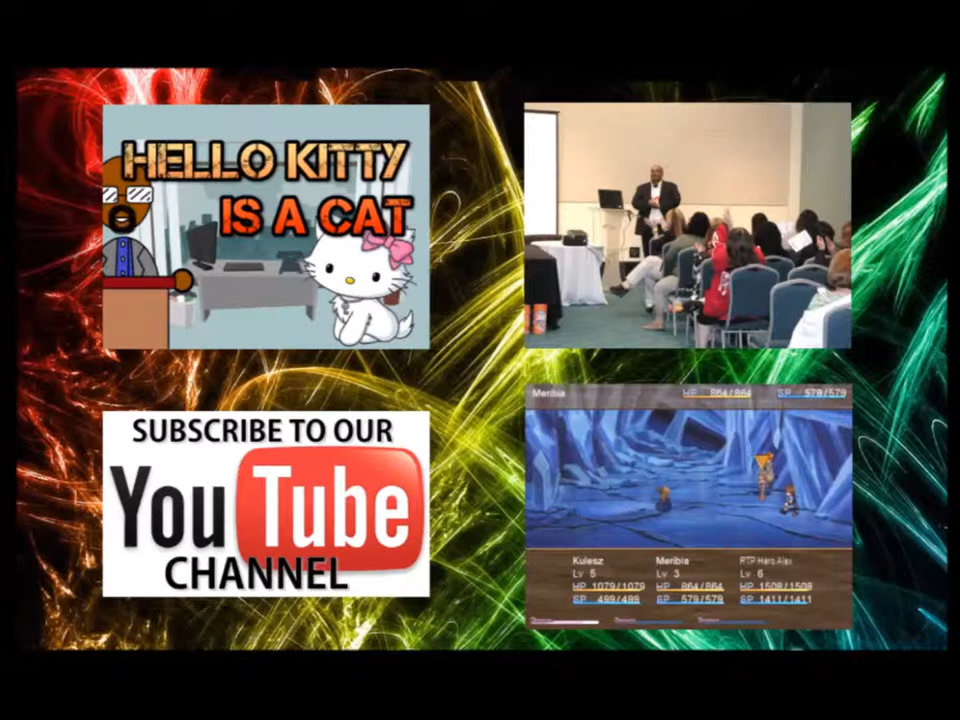 HELLO KITTY
IS A CAT
SUBSCRIBE TO OUR
YouTube
CHANNEL
Meribia HP 864/864 SP 579/579
Kulesz Meribia RTP Hero Alex
Lv 5 Lv 3 Lv 6
HP 1079/1079 HP 864/864 HP 1508/1508
SP 499/499 SP 579/579 SP 1411/1411